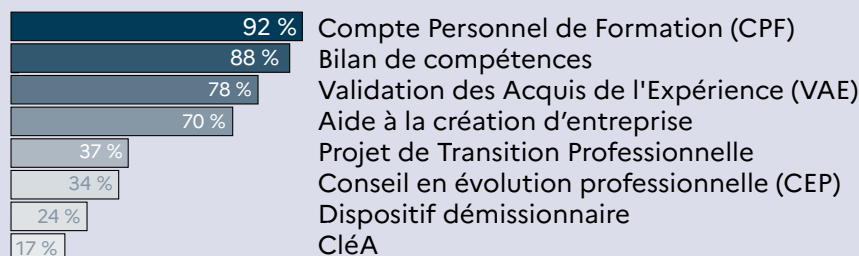 92 % Compte Personnel de Formation (CPF)
88 % Bilan de compétences
78 % Validation des Acquis de l'Expérience (VAE)
70 % Aide à la création d’entreprise
37 % Projet de Transition Professionnelle
34 % Conseil en évolution professionnelle (CEP)
24 % Dispositif démissionnaire
17 % CléA